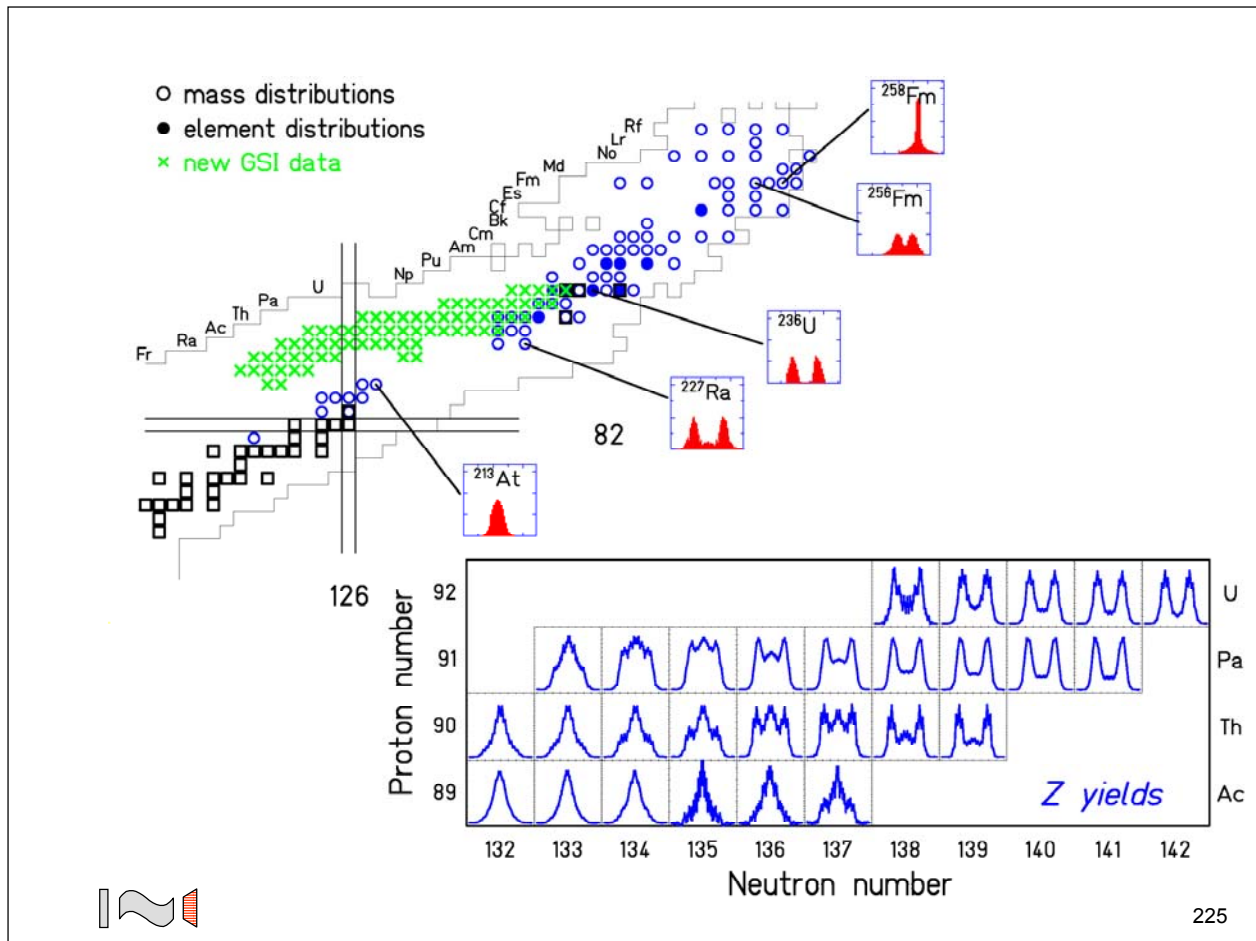 ○ mass distributions
● element distributions
× new GSI data
Rf
Lr
No
Md
Fm
Es
Cf
Bk
Cm
Am
Pu
Np
U
Pa
Th
Ac
Ra
Fr
258Fm
256Fm
236U
227Ra
213At
82
126
Proton number
92
91
90
89
U
Pa
Th
Ac
Z yields
132 133 134 135 136 137 138 139 140 141 142
Neutron number
225